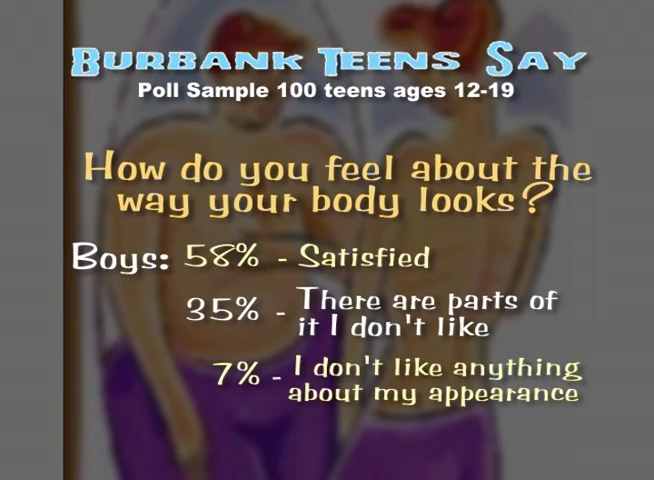 Burbank Teens Say
Poll Sample 100 teens ages 12-19
How do you feel about the
way your body looks?
Boys: 58% - Satisfied
35% - There are parts of
it I don't like
7% - I don't like anything
about my appearance